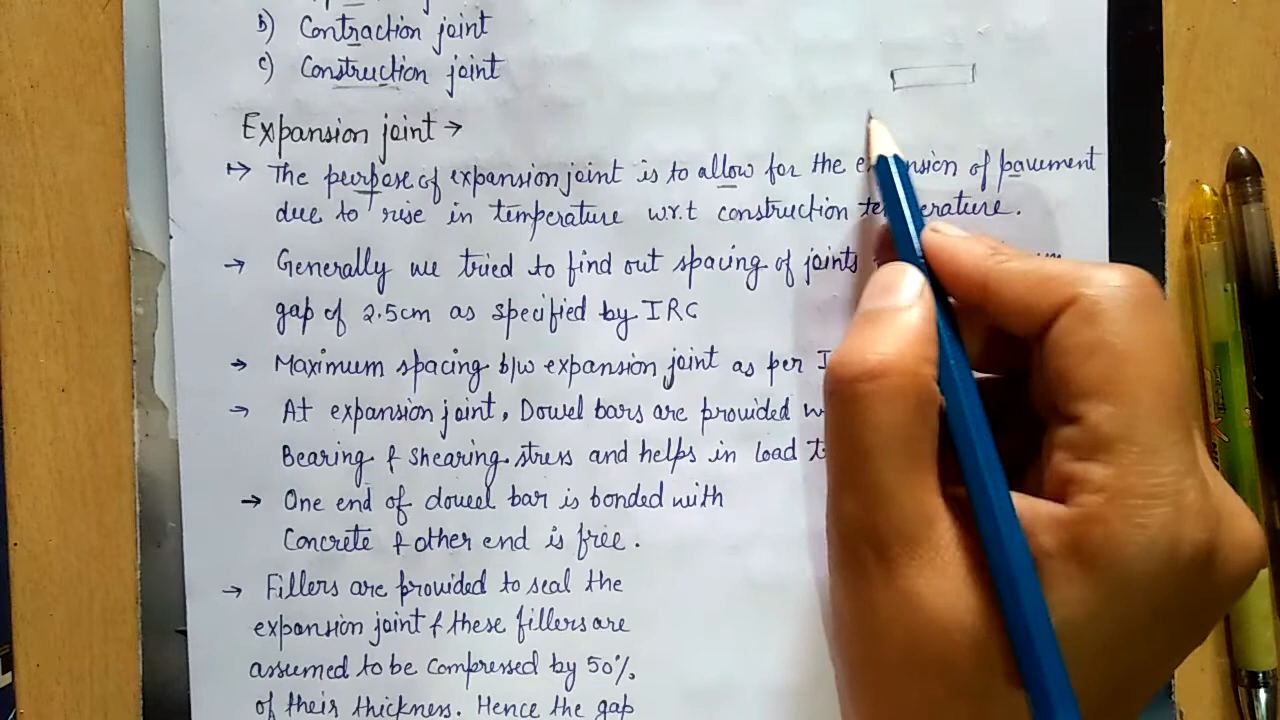 b) Contraction joint
c) Construction joint
Expansion joint →
↦ The purpose of expansion joint is to allow for the expansion of pavement
due to rise in temperature w.r.t construction temperature.
→ Generally we tried to find out spacing of joints
gap of 2.5cm as specified by IRC
→ Maximum spacing b/w expansion joint as per
→ At expansion joint, Dowel bars are provided
Bearing & shearing stress and helps in load
→ One end of dowel bar is bonded with
Concrete & other end is free.
→ Fillers are provided to seal the
expansion joint & these fillers are
assumed to be compressed by 50%
of their thickness. Hence the gap